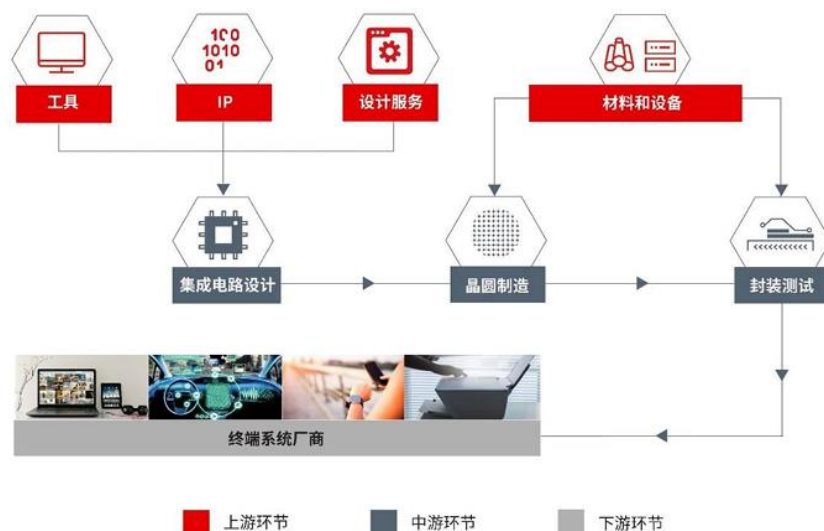 100
1010
01
工具
IP
设计服务
材料和设备
集成电路设计
晶圆制造
封装测试
终端系统厂商
上游环节
中游环节
下游环节